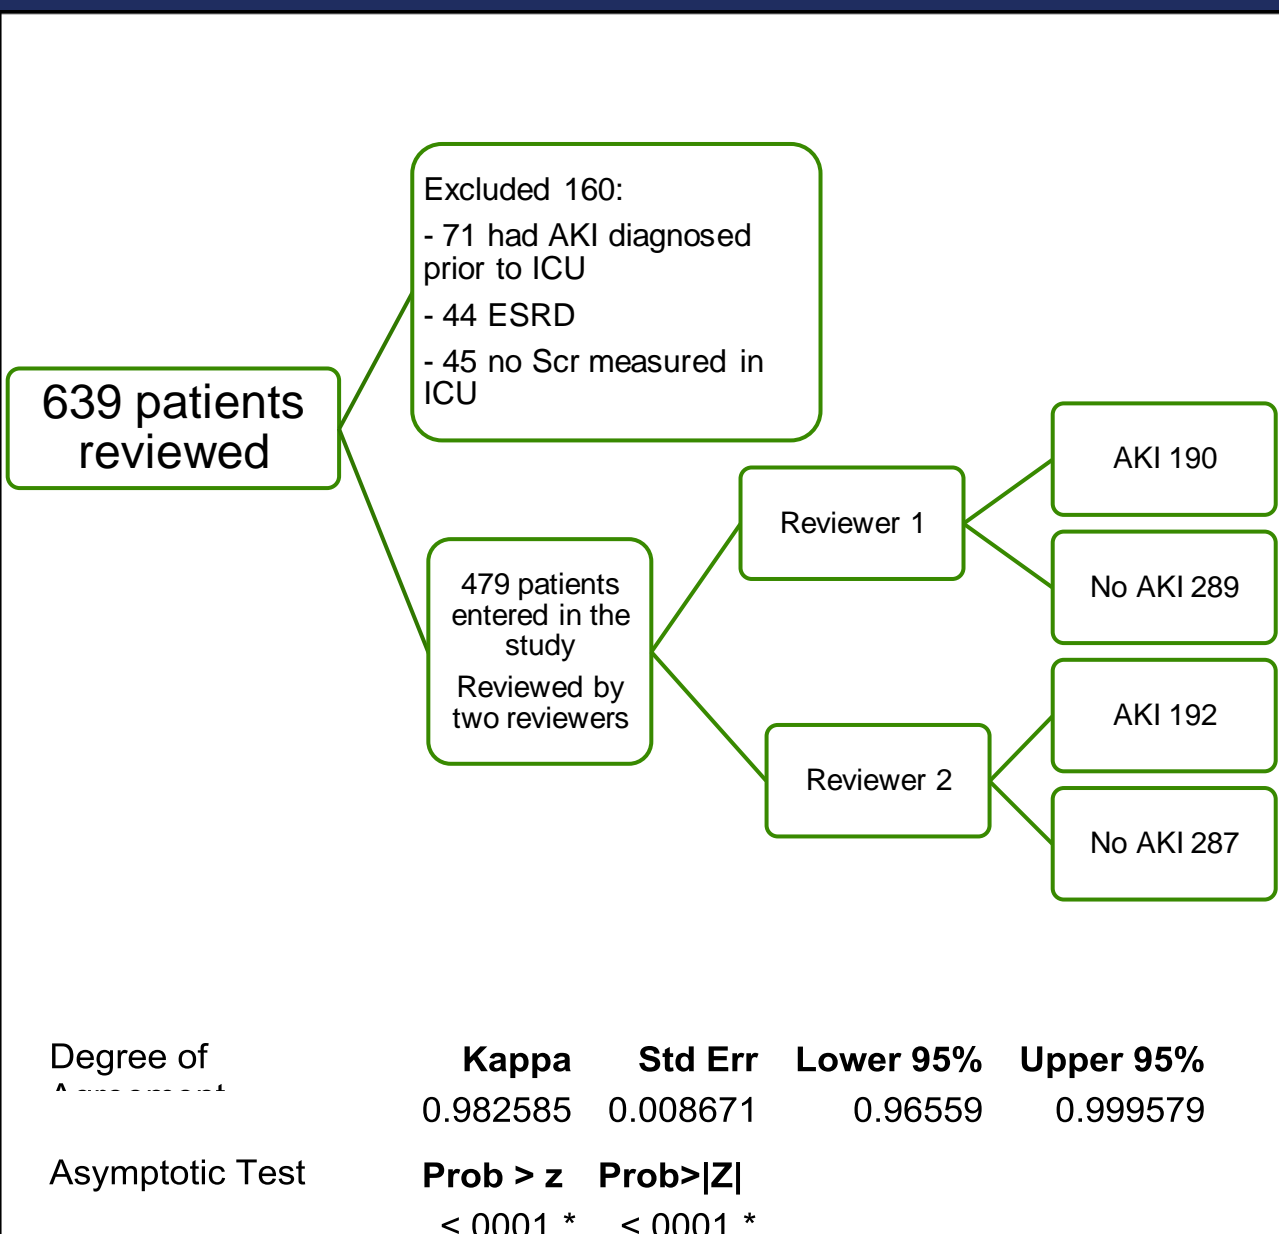 Excluded 160:
- 71 had AKI diagnosed
prior to ICU
- 44 ESRD
- 45 no Scr measured in
ICU
639 patients
reviewed
479 patients
entered in the
study
Reviewed by
two reviewers
Reviewer 1
AKI 190
No AKI 289
Reviewer 2
AKI 192
No AKI 287
Degree of
Agreement
Kappa Std Err Lower 95% Upper 95%
0.982585 0.008671 0.96559 0.999579
Asymptotic Test Prob > z Prob>|Z|
<.0001 * <.0001 *